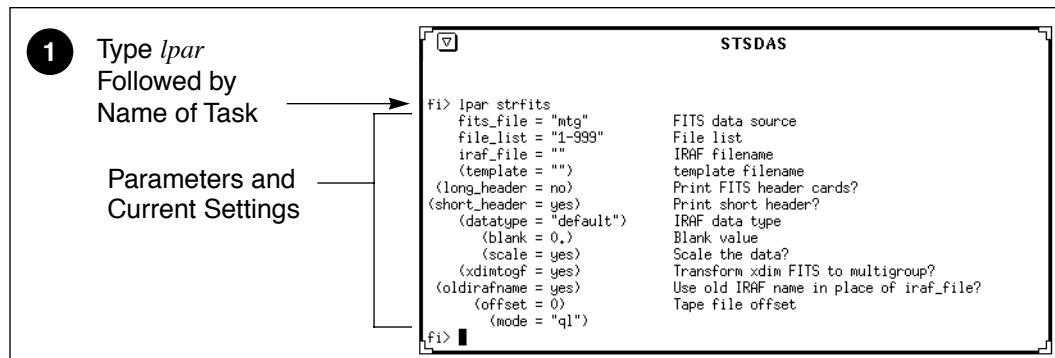 1
Type lpar
Followed by
Name of Task
Parameters and
Current Settings
STSDAS
fi> lpar strfits
fits_file = "mtg" FITS data source
file_list = "1-999" File list
iraf_file = "" IRAF filename
(template = "") template filename
(long_header = no) Print FITS header cards?
(short_header = yes) Print short header?
(datatype = "default") IRAF data type
(blank = 0.) Blank value
(scale = yes) Scale the data?
(xdimtogf = yes) Transform xdim FITS to multigroup?
(oldirafname = yes) Use old IRAF name in place of iraf_file?
(offset = 0) Tape file offset
(mode = "ql")
fi>